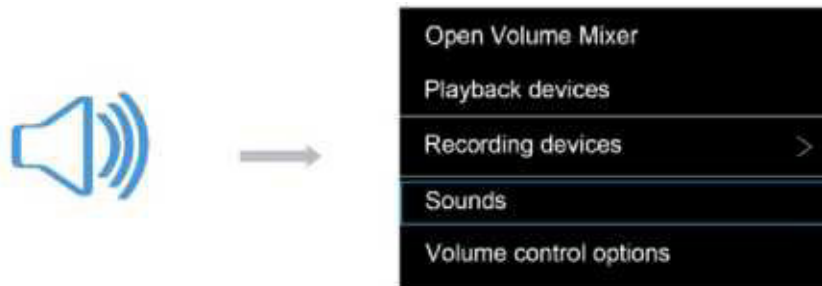 Open Volume Mixer
Playback devices
Recording devices
Sounds
Volume control options